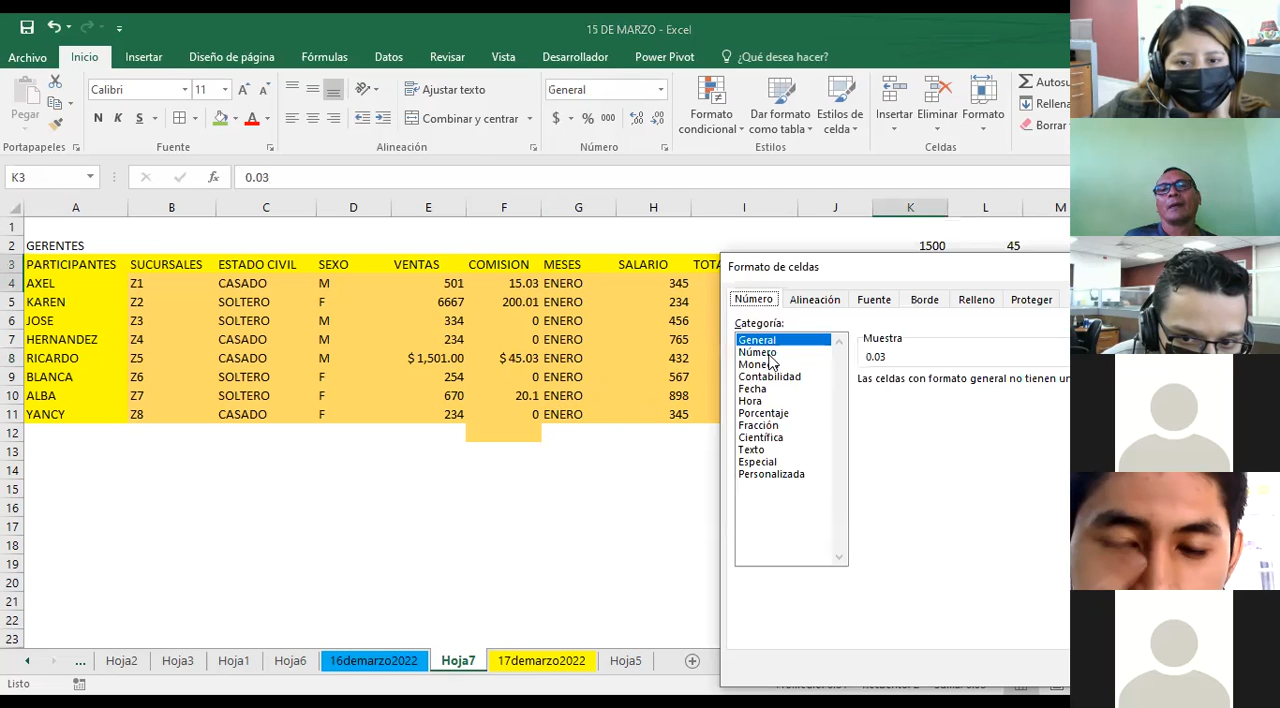 15 DE MARZO - Excel
Archivo Inicio Insertar Diseño de página Fórmulas Datos Revisar Vista Desarrollador Power Pivot ¿Qué desea hacer?
Pegar
Calibri 11
N K S
Ajustar texto
Combinar y centrar
General
$ % 000
Formato condicional
Dar formato como tabla
Estilos de celda
Insertar Eliminar Formato
Autosu
Rellena
Borrar
Portapapeles Fuente Alineación Número Estilos Celdas
K3 fx 0.03
A B C D E F G H I J K L M
1
2 GERENTES 1500 45
3 PARTICIPANTES SUCURSALES ESTADO CIVIL SEXO VENTAS COMISION MESES SALARIO TOTA
4 AXEL Z1 CASADO M 501 15.03 ENERO 345
5 KAREN Z2 SOLTERO F 6667 200.01 ENERO 234
6 JOSE Z3 SOLTERO M 334 0 ENERO 456
7 HERNANDEZ Z4 CASADO M 234 0 ENERO 765
8 RICARDO Z5 CASADO M $ 1,501.00 $ 45.03 ENERO 432
9 BLANCA Z6 SOLTERO F 254 0 ENERO 567
10 ALBA Z7 SOLTERO F 670 20.1 ENERO 898
11 YANCY Z8 CASADO F 234 0 ENERO 345
12
13
14
15
16
17
18
19
20
21
22
23
Formato de celdas
Número Alineación Fuente Borde Relleno Proteger
Categoría:
General
Número
Contabilidad
Fecha
Hora
Porcentaje
Fracción
Científica
Texto
Especial
Personalizada
Muestra
0.03
Las celdas con formato general no tienen un
... Hoja2 Hoja3 Hoja1 Hoja6 16demarzo2022 Hoja7 17demarzo2022 Hoja5
Listo